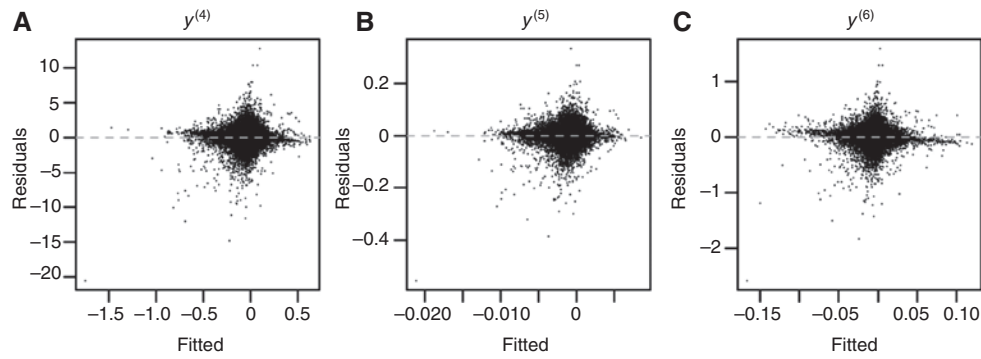 A
y(4)
Residuals
10
5
0
–5
–10
–15
–20
–1.5 –1.0 –0.5 0 0.5
Fitted
B
y(5)
Residuals
0.2
0
–0.2
–0.4
–0.020 –0.010 0
Fitted
C
y(6)
Residuals
1
0
–1
–2
–0.15 –0.05 0.05 0.10
Fitted